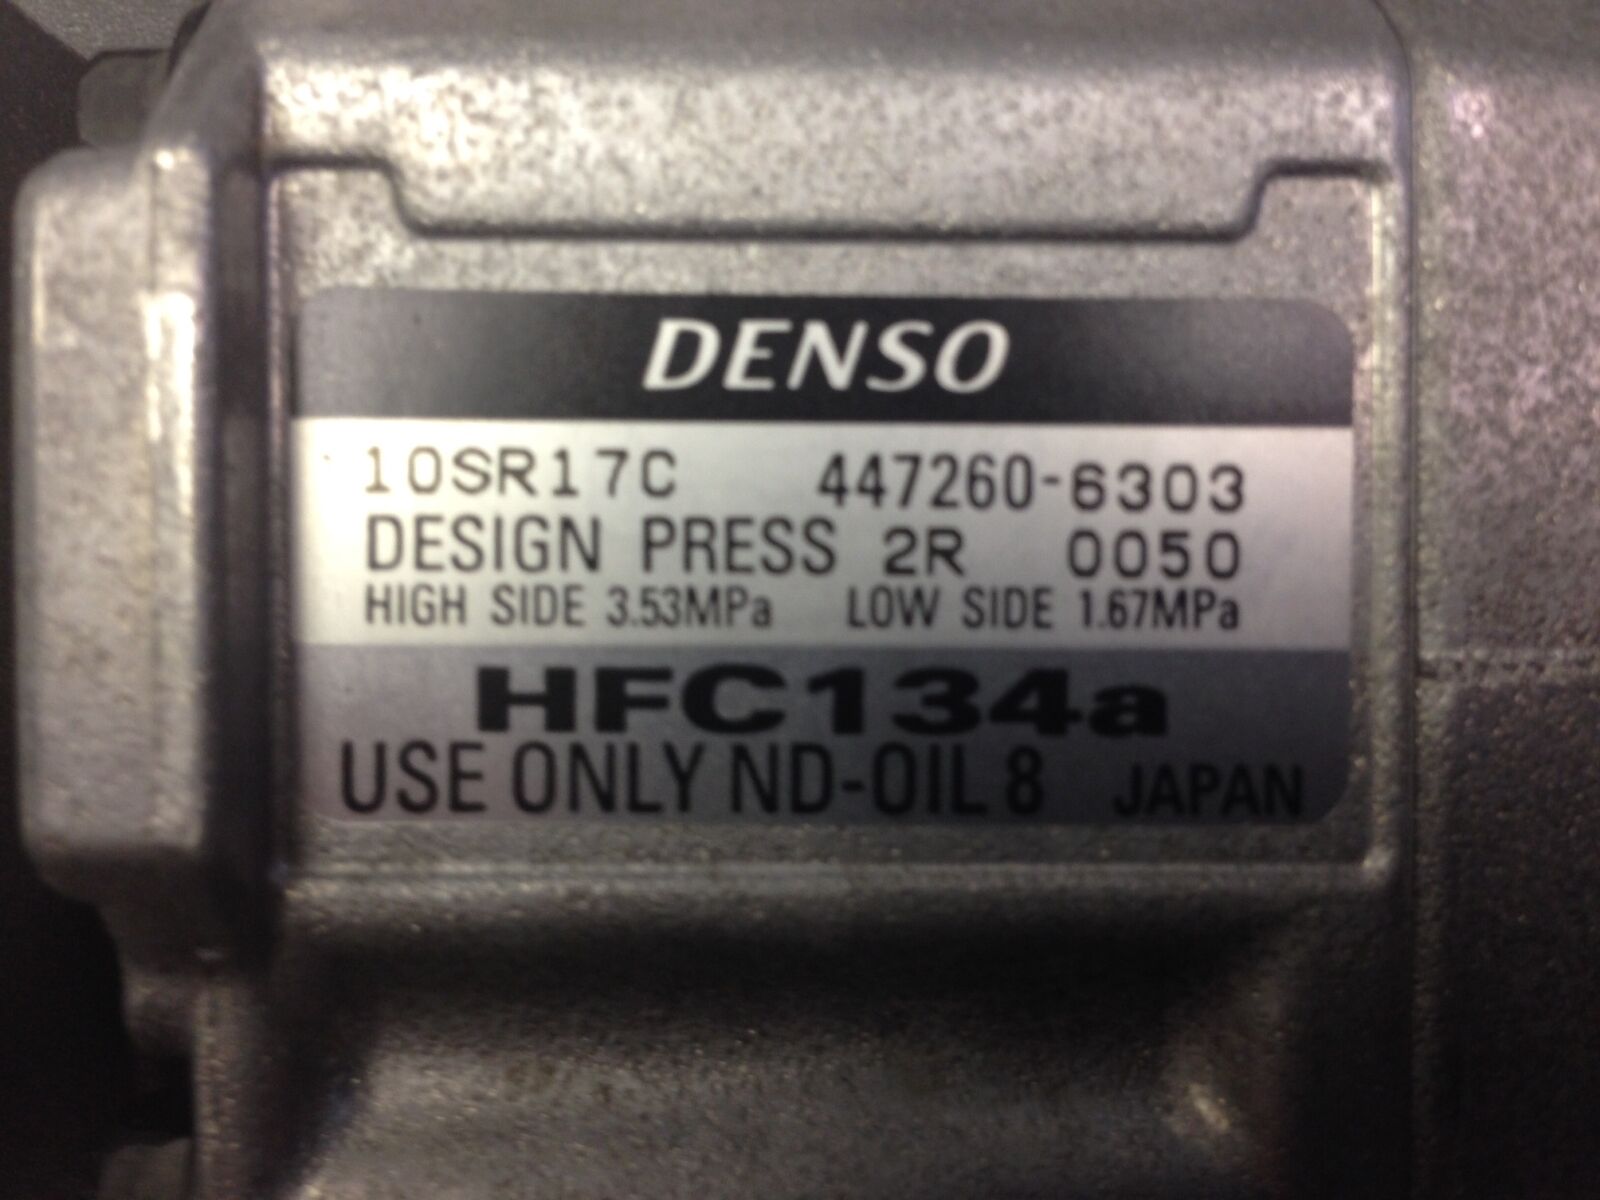 DENSO
10SR17C 447260-6303
DESIGN PRESS 2R 0050
HIGH SIDE 3.53MPa LOW SIDE 1.67MPa
HFC134a
USE ONLY ND-OIL 8 JAPAN